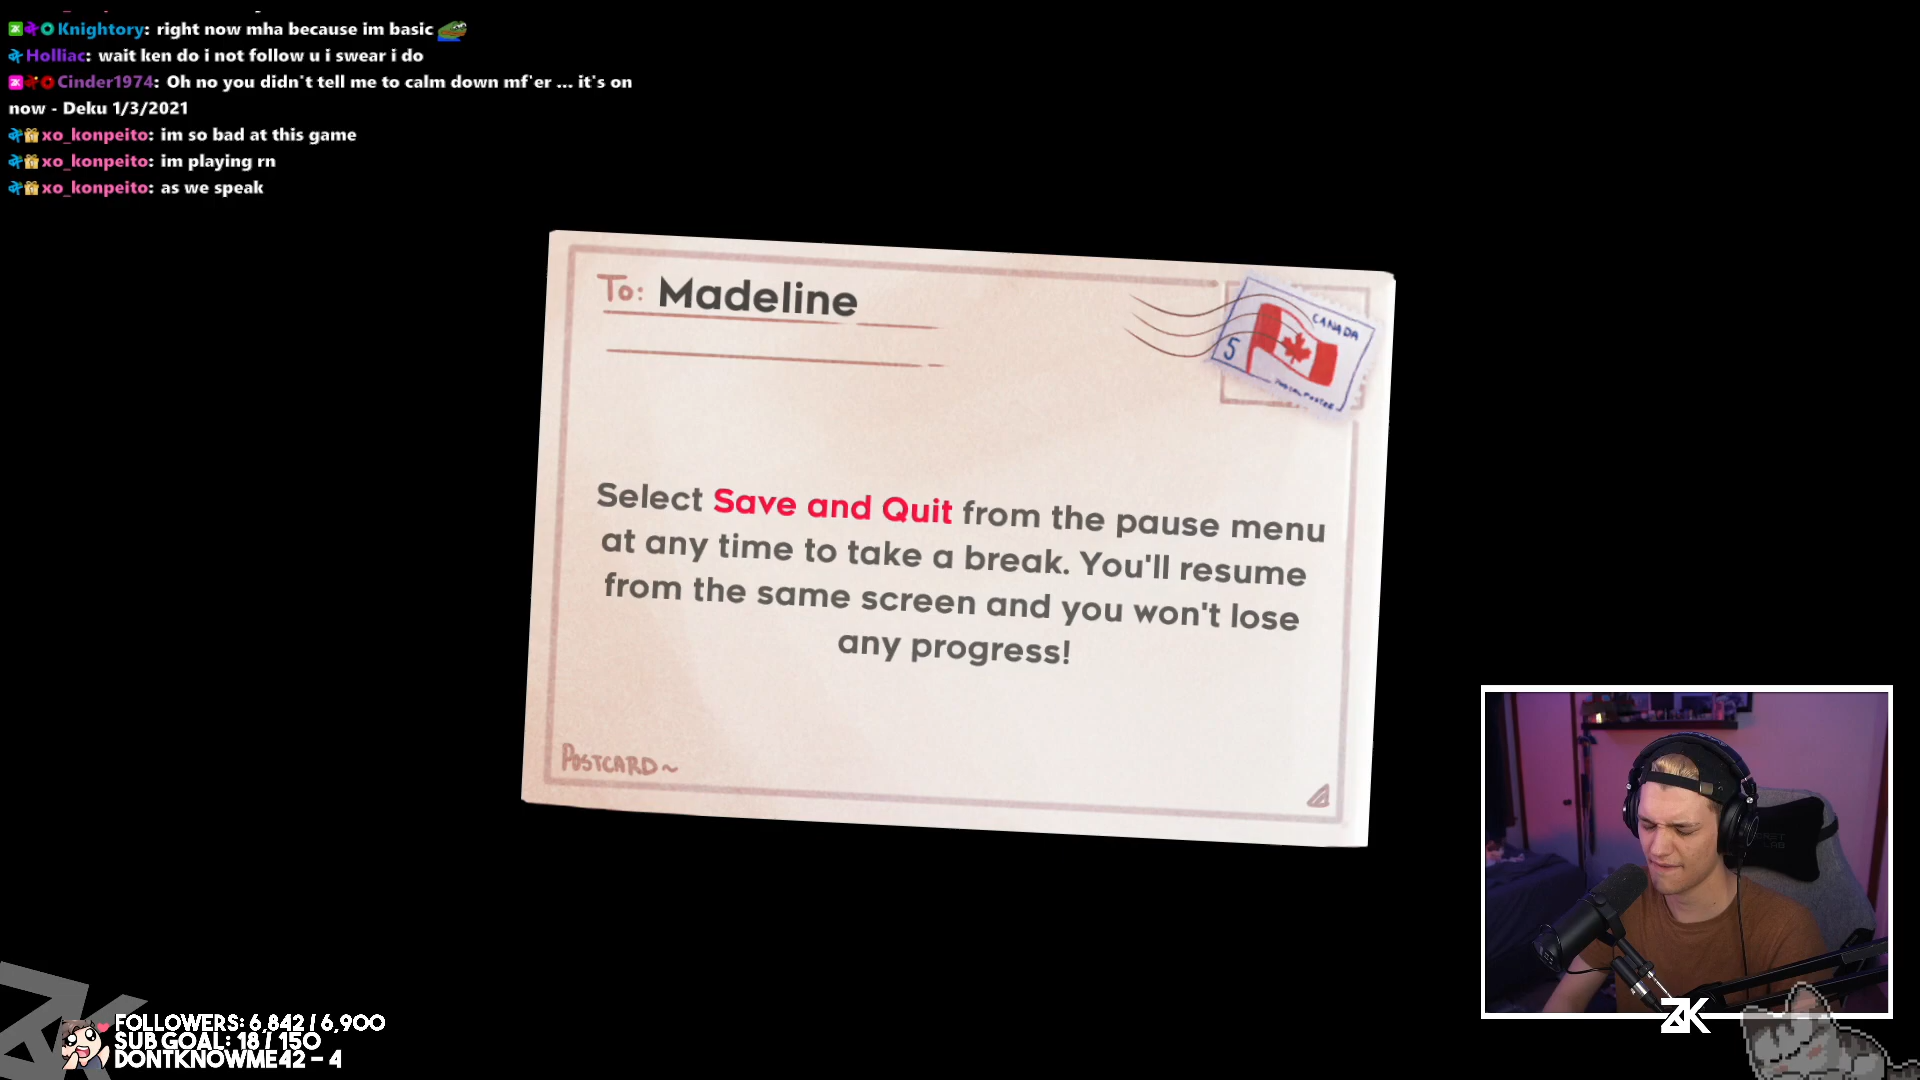 Knightory: right now mha because im basic
Holliac: wait ken do i not follow u i swear i do
Cinder1974: Oh no you didn't tell me to calm down mf'er ... it's on
now - Deku 1/3/2021
xo_konpeito: im so bad at this game
xo_konpeito: im playing rn
xo_konpeito: as we speak
To: Madeline
CANADA
5
Select Save and Quit from the pause menu
at any time to take a break. You'll resume
from the same screen and you won't lose
any progress!
POSTCARD~
FOLLOWERS: 6,842 / 6,900
SUB GOAL: 18 / 150
DONTKNOWME42 - 4
ZK